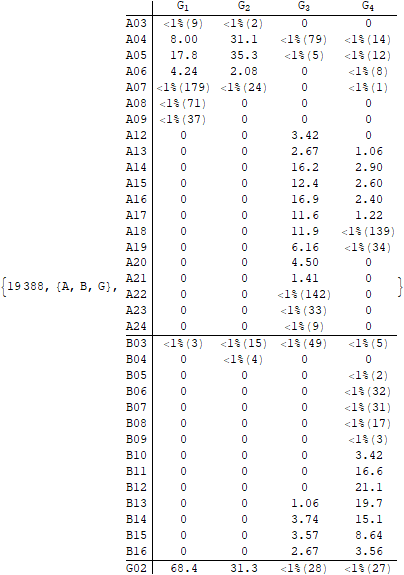 G1 G2 G3 G4
A03 <1%(9) <1%(2) 0 0
A04 8.00 31.1 <1%(79) <1%(14)
A05 17.8 35.3 <1%(5) <1%(12)
A06 4.24 2.08 0 <1%(8)
A07 <1%(179) <1%(24) 0 <1%(1)
A08 <1%(71) 0 0 0
A09 <1%(37) 0 0 0
A12 0 0 3.42 0
A13 0 0 2.67 1.06
A14 0 0 16.2 2.90
A15 0 0 12.4 2.60
A16 0 0 16.9 2.40
A17 0 0 11.6 1.22
A18 0 0 11.9 <1%(139)
A19 0 0 6.16 <1%(34)
A20 0 0 4.50 0
A21 0 0 1.41 0
{19388, {A, B, G}, A22 0 0 <1%(142) 0 }
A23 0 0 <1%(33) 0
A24 0 0 <1%(9) 0
B03 <1%(3) <1%(15) <1%(49) <1%(5)
B04 0 <1%(4) 0 0
B05 0 0 0 <1%(2)
B06 0 0 0 <1%(32)
B07 0 0 0 <1%(31)
B08 0 0 0 <1%(17)
B09 0 0 0 <1%(3)
B10 0 0 0 3.42
B11 0 0 0 16.6
B12 0 0 0 21.1
B13 0 0 1.06 19.7
B14 0 0 3.74 15.1
B15 0 0 3.57 8.64
B16 0 0 2.67 3.56
G02 68.4 31.3 <1%(28) <1%(27)